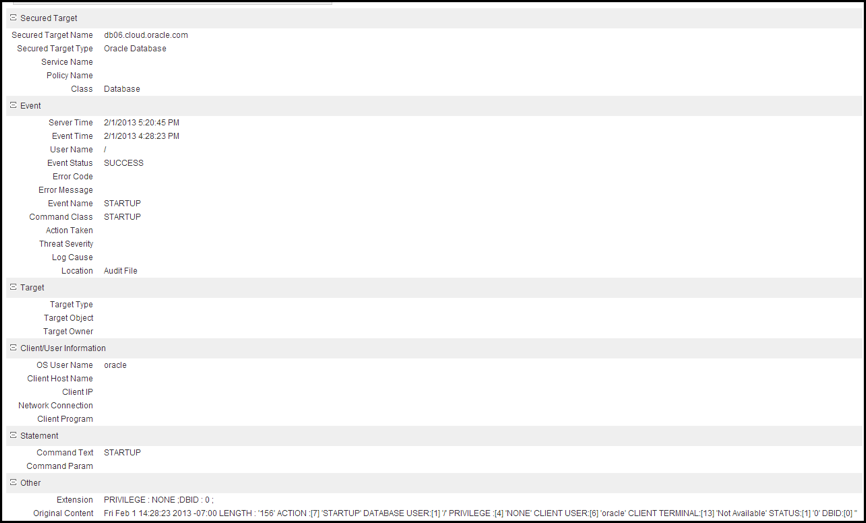 Secured Target
Secured Target Name db06.cloud.oracle.com
Secured Target Type Oracle Database
Service Name
Policy Name
Class Database
Event
Server Time 2/1/2013 5:20:45 PM
Event Time 2/1/2013 4:28:23 PM
User Name /
Event Status SUCCESS
Error Code
Error Message
Event Name STARTUP
Command Class STARTUP
Action Taken
Threat Severity
Log Cause
Location Audit File
Target
Target Type
Target Object
Target Owner
Client/User Information
OS User Name oracle
Client Host Name
Client IP
Network Connection
Client Program
Statement
Command Text STARTUP
Command Param
Other
Extension PRIVILEGE : NONE ;DBID : 0 ;
Original Content Fri Feb 1 14:28:23 2013 -07:00 LENGTH : '156' ACTION :[7] 'STARTUP' DATABASE USER:[1] '/' PRIVILEGE :[4] 'NONE' CLIENT USER:[6] 'oracle' CLIENT TERMINAL:[13] 'Not Available' STATUS:[1] '0' DBID:[0] ''